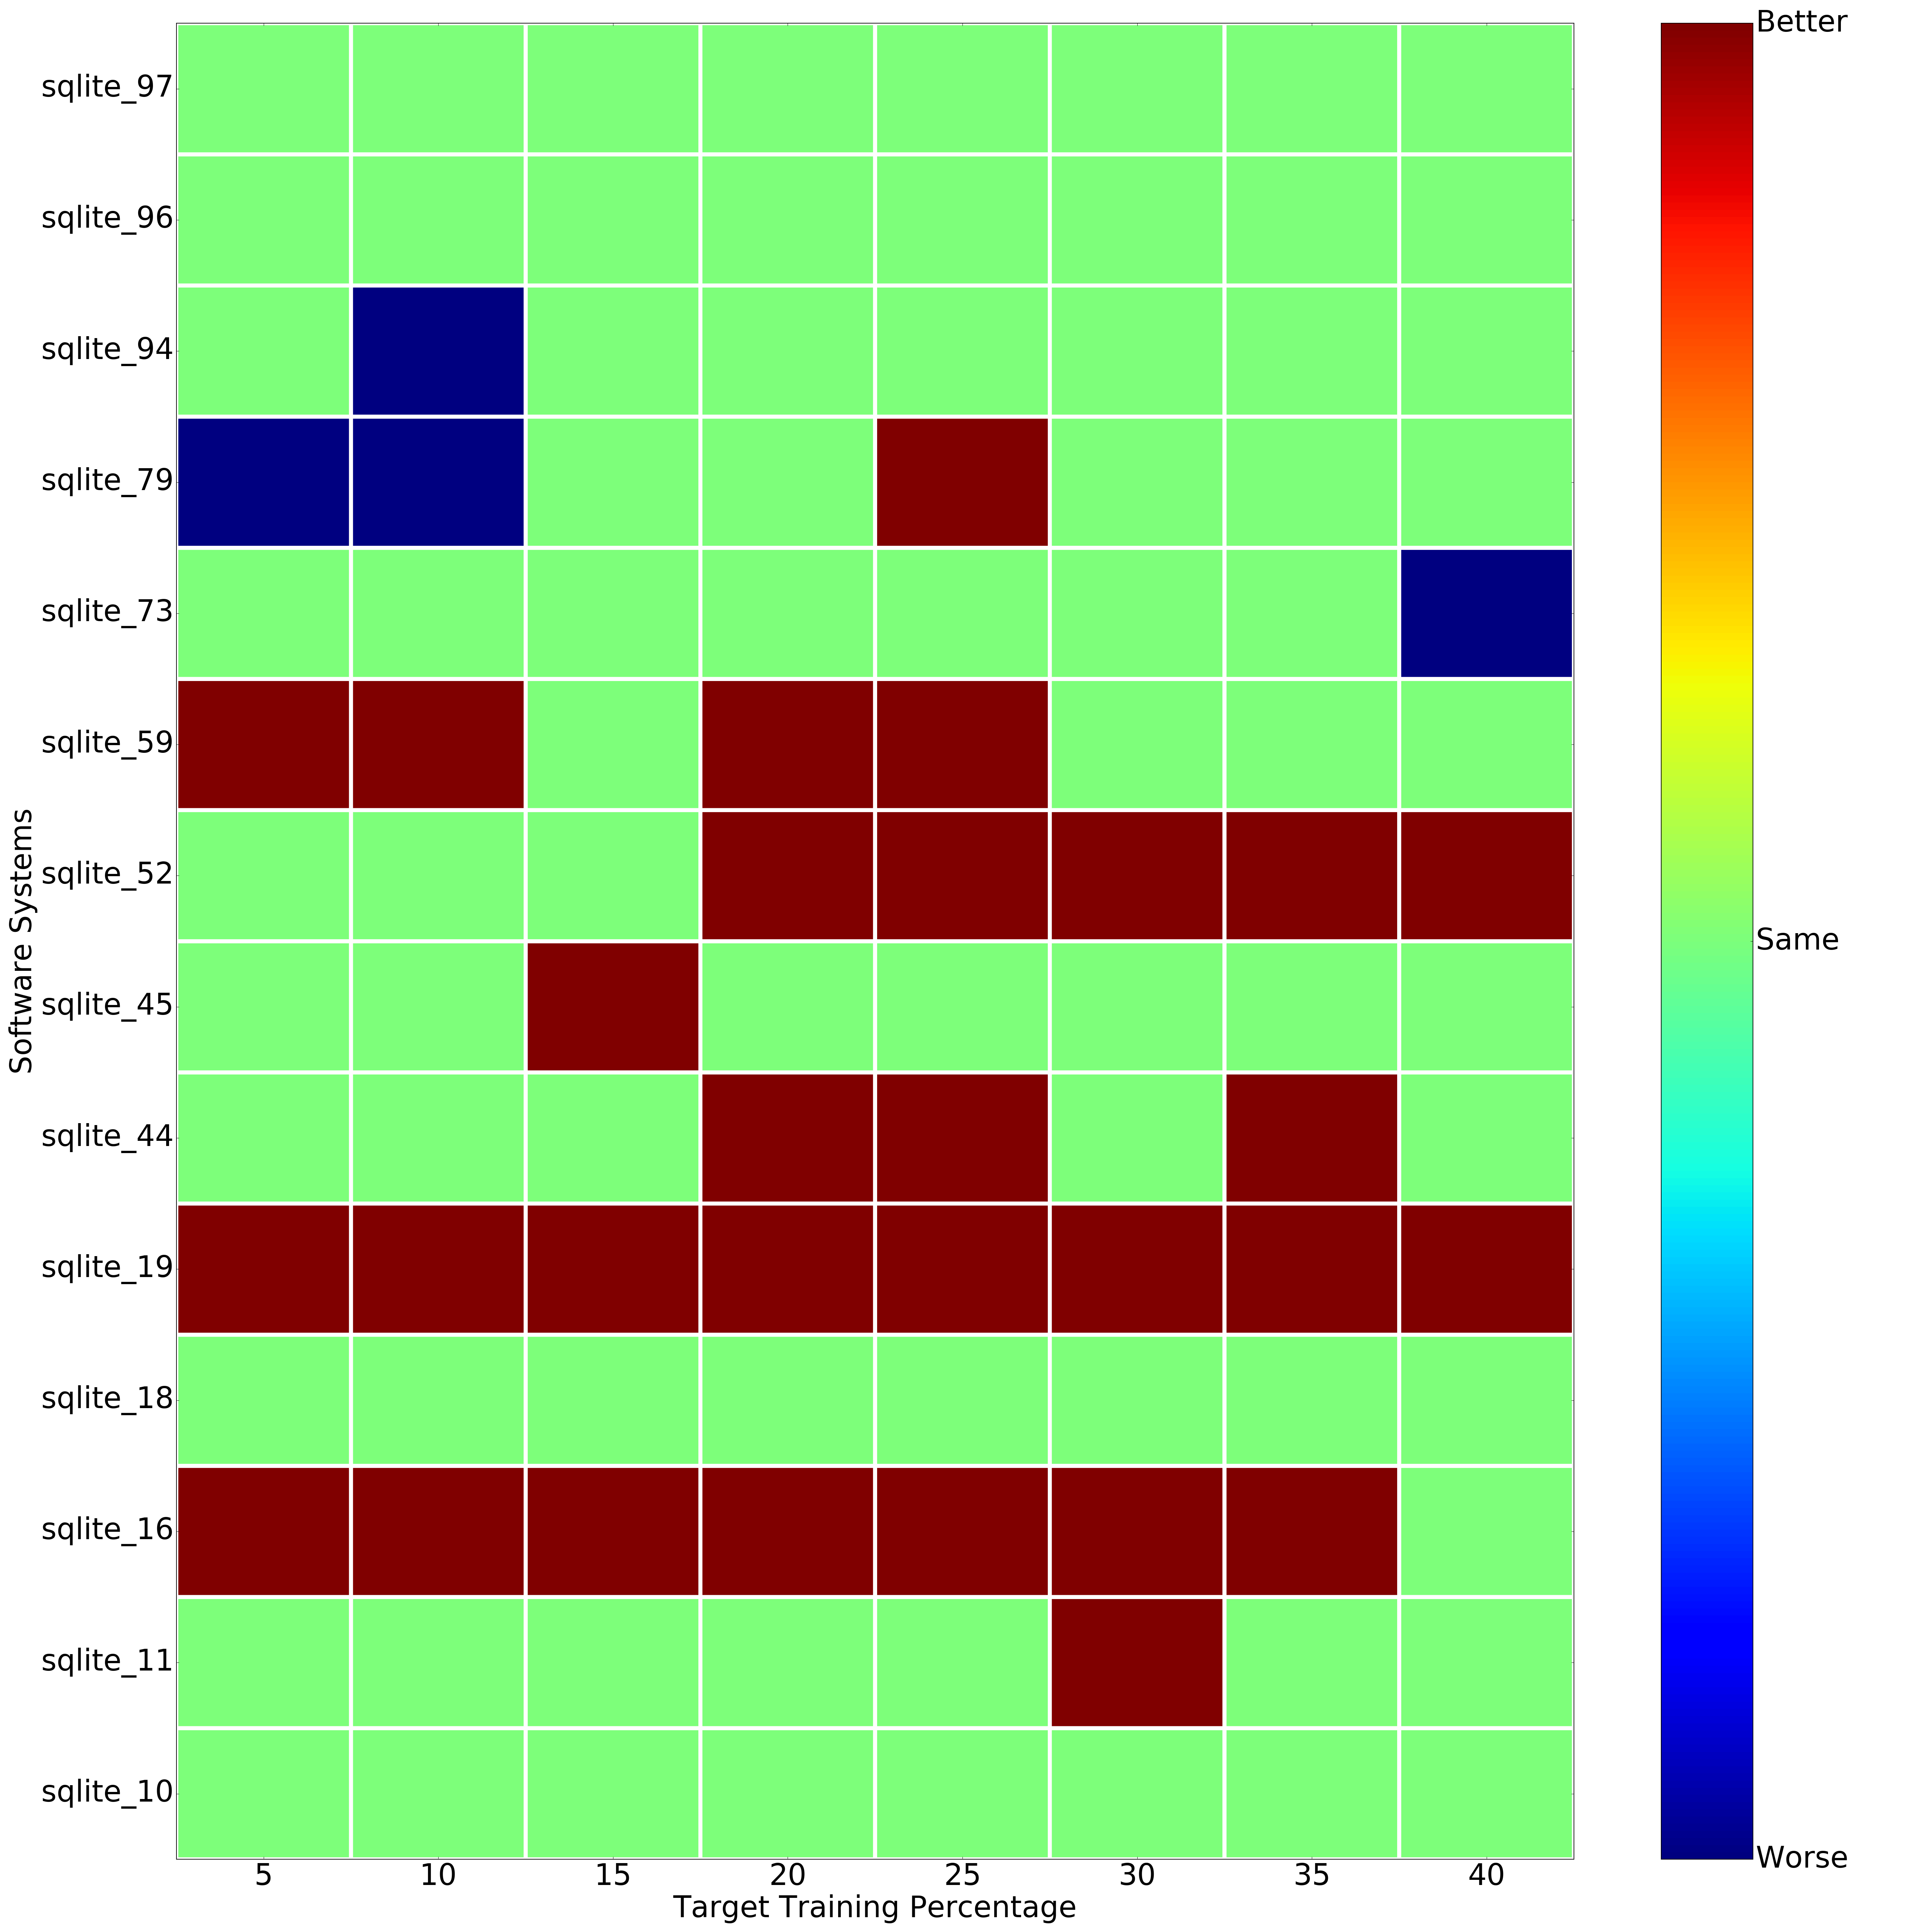 Better
sqlite_97
sqlite_96
sqlite_94
sqlite_79
sqlite_73
sqlite_59
sqlite_52
Software Systems
Same
sqlite_45
sqlite_44
sqlite_19
sqlite_18
sqlite_16
sqlite_11
sqlite_10
Worse
5 10 15 20 25 30 35 40
Target Training Percentage